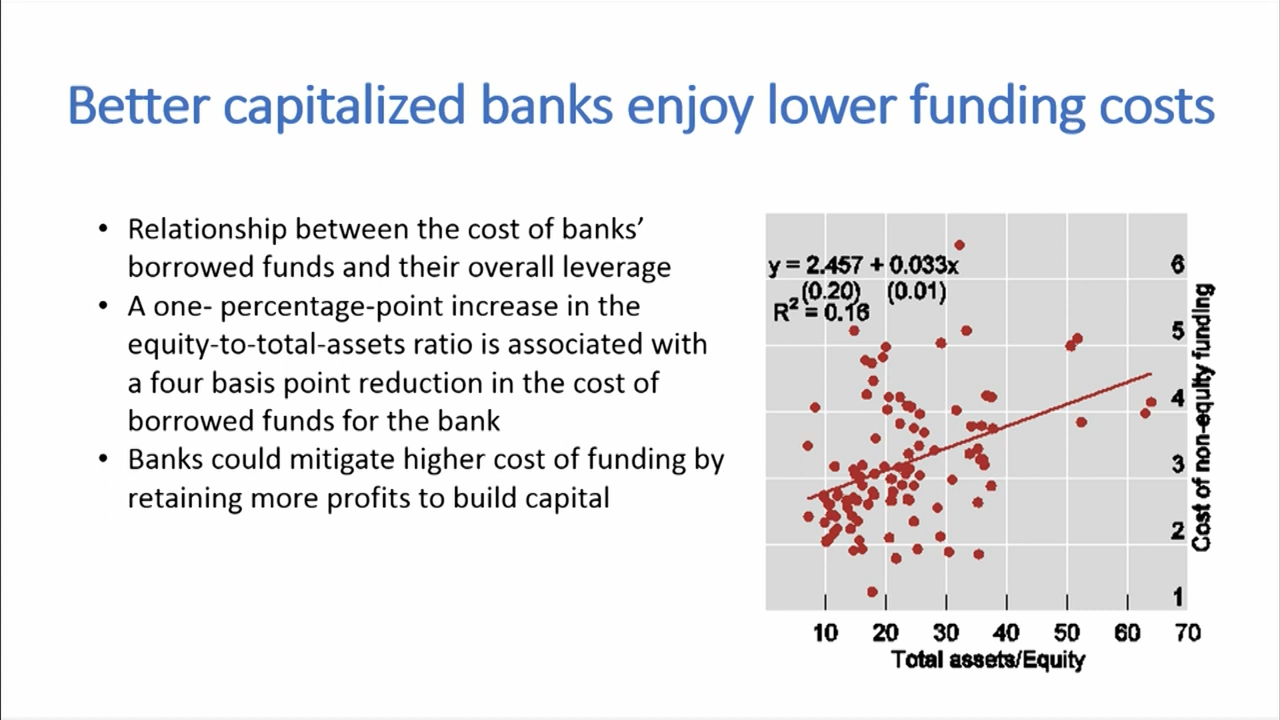 Better capitalized banks enjoy lower funding costs
• Relationship between the cost of banks’
borrowed funds and their overall leverage
• A one- percentage-point increase in the
equity-to-total-assets ratio is associated with
a four basis point reduction in the cost of
borrowed funds for the bank
• Banks could mitigate higher cost of funding by
retaining more profits to build capital
y = 2.457 + 0.033x
(0.20) (0.01)
R² = 0.16
6
5
4
3
2
1
Cost of non-equity funding
10 20 30 40 50 60 70
Total assets/Equity